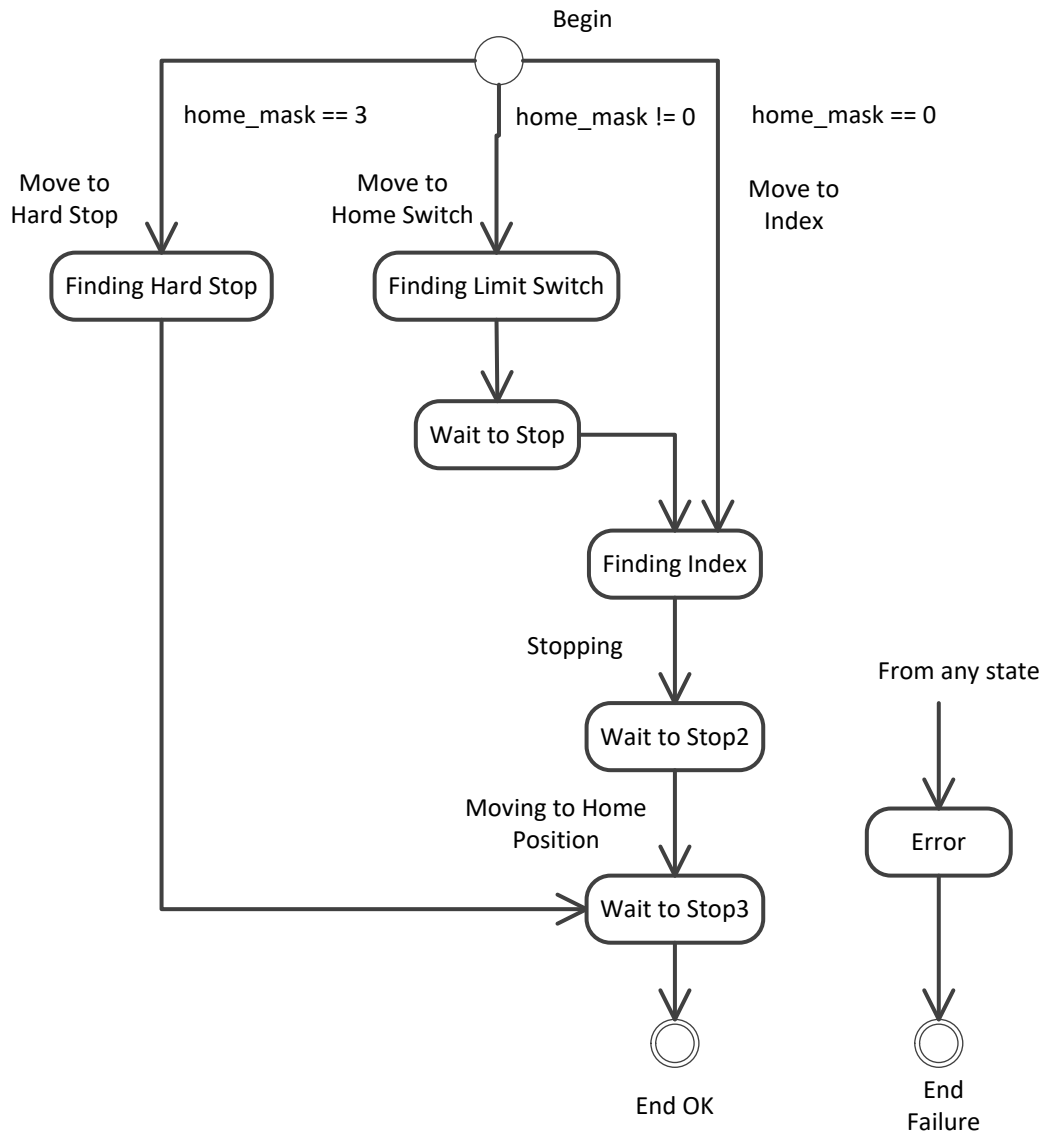 Begin
home_mask == 3
home_mask != 0
home_mask == 0
Move to
Hard Stop
Move to
Home Switch
Move to
Index
Finding Hard Stop
Finding Limit Switch
Wait to Stop
Finding Index
Stopping
From any state
Wait to Stop2
Moving to Home
Position
Error
Wait to Stop3
End OK
End
Failure